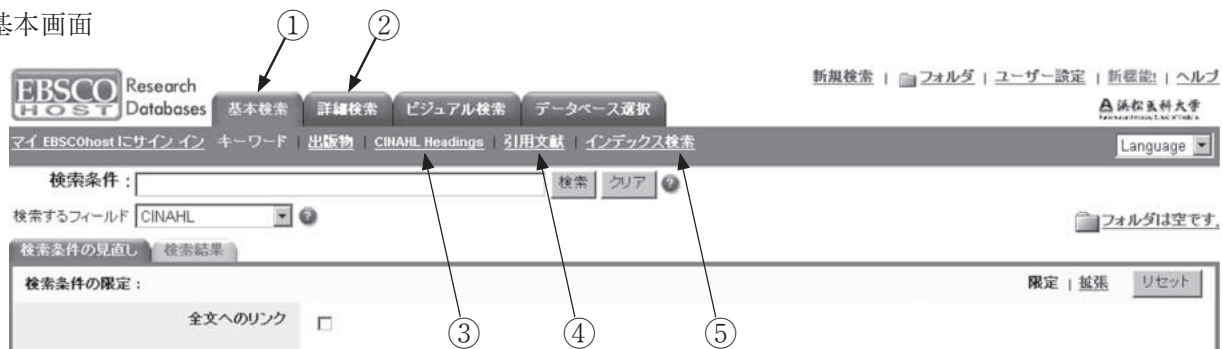 基本画面
① ②
EBSCO HOST Research Databases
基本検索 詳細検索 ビジュアル検索 データベース選択
新規検索 | フォルダ | ユーザー設定 | 新機能! | ヘルプ
浜松医科大学
マイ EBSCOhost にサイン イン キーワード | 出版物 | CINAHL Headings | 引用文献 | インデックス検索
Language
検索条件 : 検索 クリア ?
検索するフィールド CINAHL ?
フォルダは空です.
検索条件の見直し 検索結果
検索条件の限定 : 限定 | 拡張 リセット
全文へのリンク
③ ④ ⑤